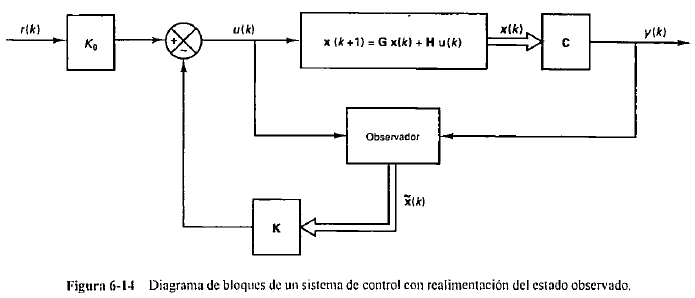 r(k)
K₀
+
−
u(k)
x (k+1) = G x(k) + H u(k)
x(k)
C
y(k)
Observador
x̃(k)
K
Figura 6-14 Diagrama de bloques de un sistema de control con realimentación del estado observado.